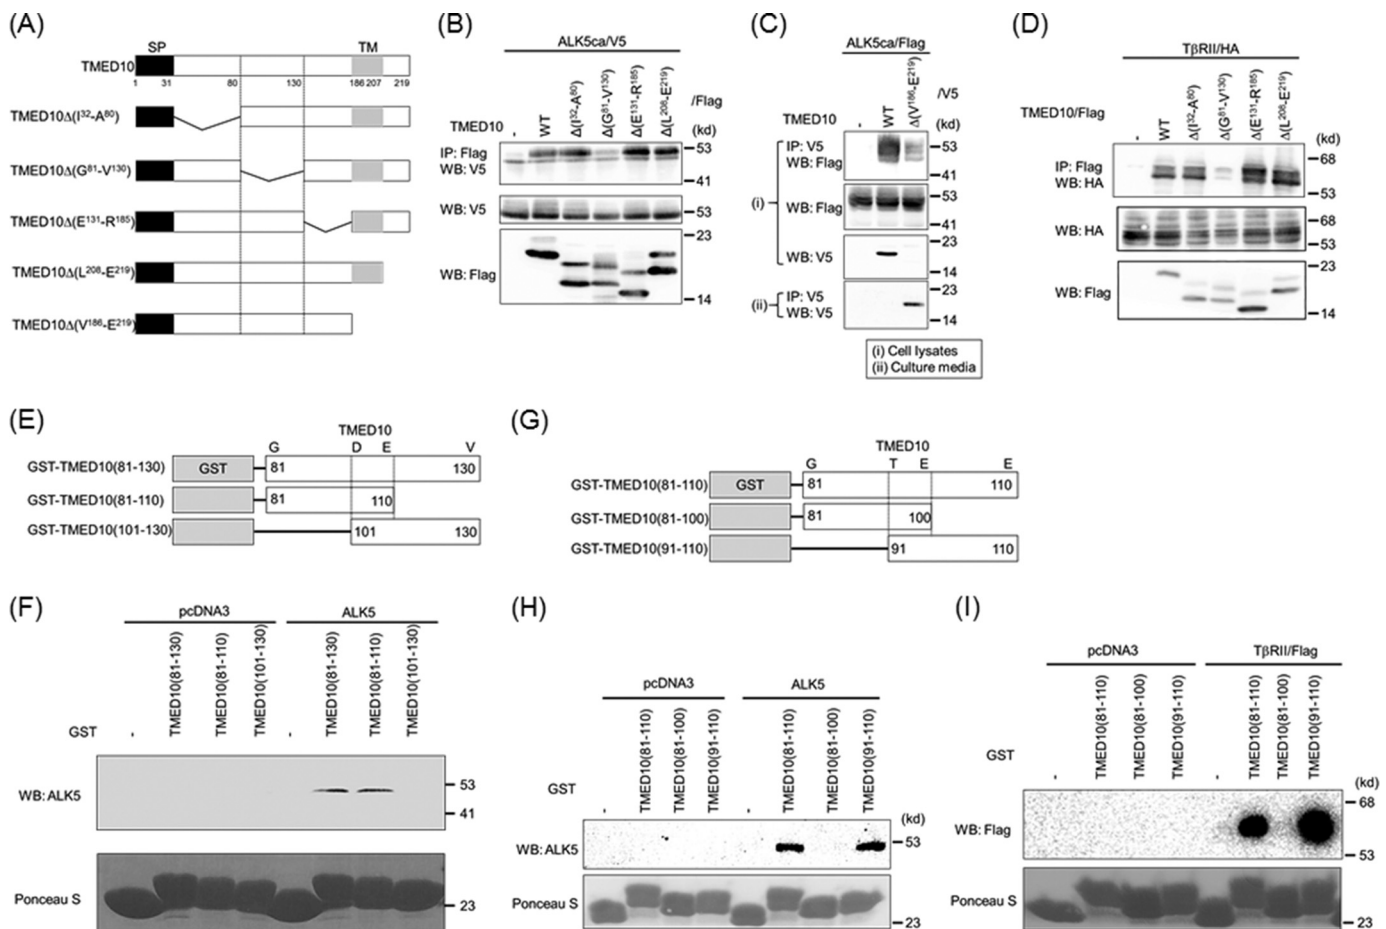 (A)
SP TM
TMED10
1 31 80 130 186 207 219
TMED10Δ(I32-A80)
TMED10Δ(G81-V130)
TMED10Δ(E131-R185)
TMED10Δ(L208-E219)
TMED10Δ(V186-E219)
(B)
ALK5ca/V5
TMED10 - WT Δ(I32-A80) Δ(G81-V130) Δ(E131-R185) Δ(L208-E219) /Flag
(kd)
IP: Flag
WB: V5
53
41
WB: V5
53
WB: Flag
23
14
(C)
ALK5ca/Flag
TMED10 - WT Δ(V186-E219) /V5
(kd)
IP: V5
WB: Flag
53
41
(i)
WB: Flag
53
41
WB: V5
23
14
(ii)
IP: V5
WB: V5
23
14
(i) Cell lysates
(ii) Culture media
(D)
TβRII/HA
TMED10/Flag - WT Δ(I32-A80) Δ(G81-V130) Δ(E131-R185) Δ(L208-E219)
(kd)
IP: Flag
WB: HA
68
53
WB: HA
68
53
WB: Flag
23
14
(E)
TMED10
G D E V
GST-TMED10(81-130) GST 81 130
GST-TMED10(81-110) 81 110
GST-TMED10(101-130) 101 130
(G)
TMED10
G T E E
GST-TMED10(81-110) GST 81 110
GST-TMED10(81-100) 81 100
GST-TMED10(91-110) 91 110
(F)
pcDNA3 ALK5
GST - TMED10(81-130) TMED10(81-110) TMED10(101-130) - TMED10(81-130) TMED10(81-110) TMED10(101-130)
WB: ALK5
53
41
Ponceau S
23
(H)
pcDNA3 ALK5
GST - TMED10(81-110) TMED10(81-100) TMED10(91-110) - TMED10(81-110) TMED10(81-100) TMED10(91-110)
(kd)
WB: ALK5
53
Ponceau S
23
(I)
pcDNA3 TβRII/Flag
GST - TMED10(81-110) TMED10(81-100) TMED10(91-110) - TMED10(81-110) TMED10(81-100) TMED10(91-110)
(kd)
WB: Flag
68
53
Ponceau S
23